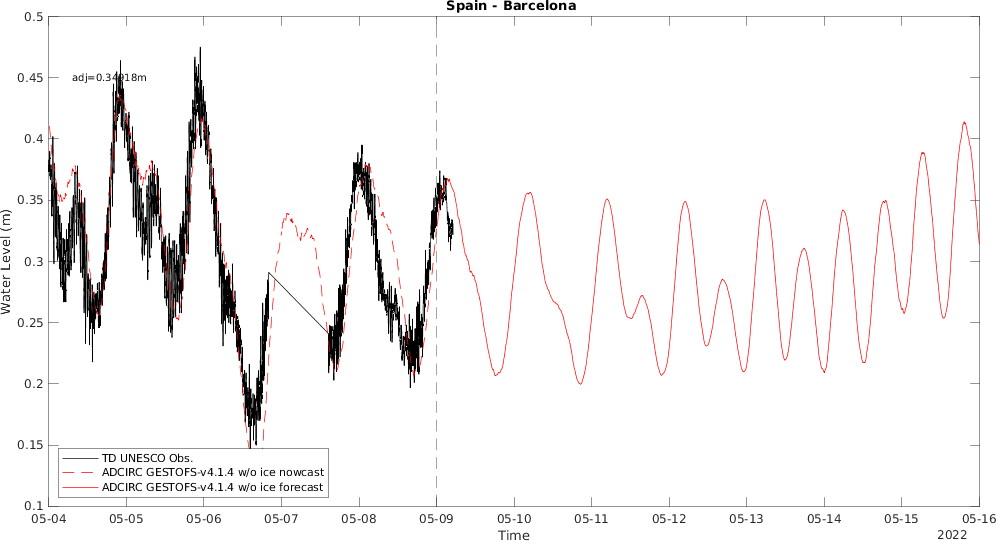 Spain - Barcelona
0.5
0.45
0.4
0.35
0.3
0.25
0.2
0.15
0.1
Water Level (m)
adj=0.34918m
TD UNESCO Obs.
ADCIRC GESTOFS-v4.1.4 w/o ice nowcast
ADCIRC GESTOFS-v4.1.4 w/o ice forecast
05-04 05-05 05-06 05-07 05-08 05-09 05-10 05-11 05-12 05-13 05-14 05-15 05-16
Time
2022